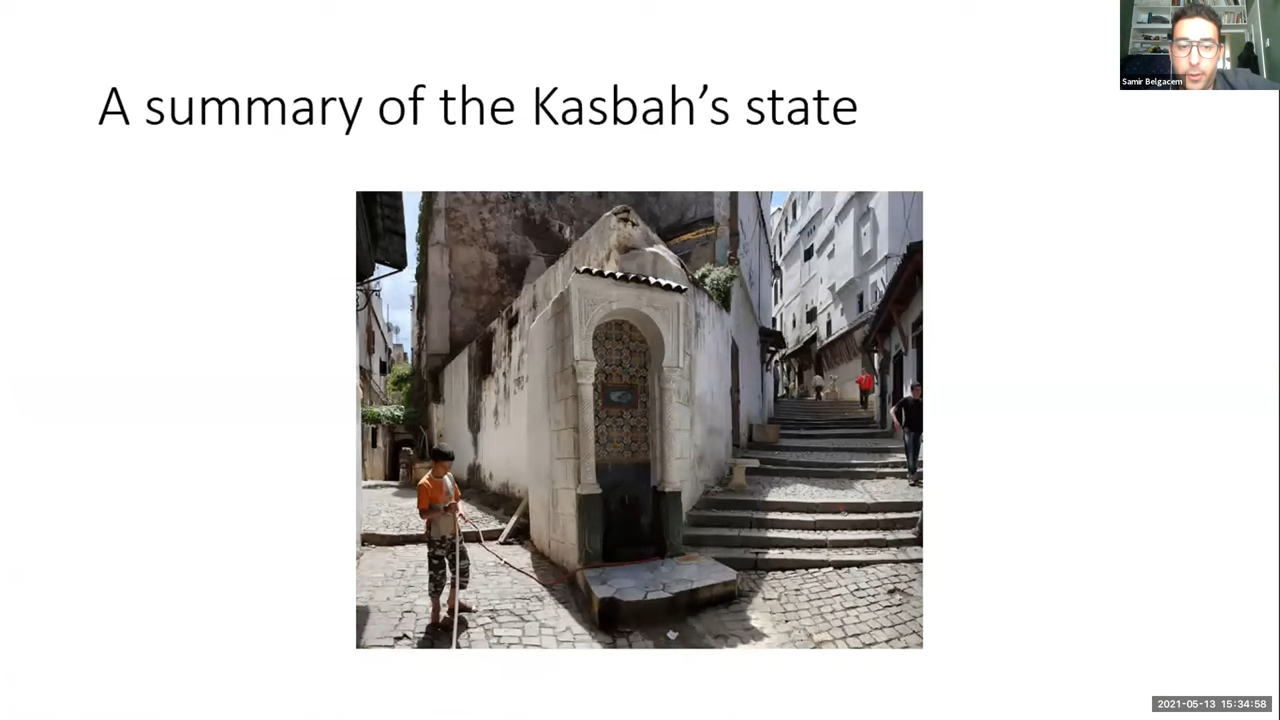 A summary of the Kasbah’s state
Samir Belgacem
2021-05-13 15:34:58